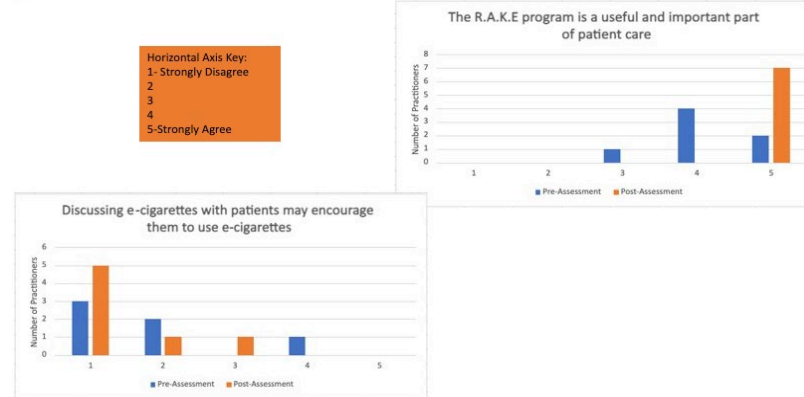 Horizontal Axis Key:
1- Strongly Disagree
2
3
4
5-Strongly Agree
The R.A.K.E program is a useful and important part
of patient care
Number of Practitioners
8
7
6
5
4
3
2
1
0
1 2 3 4 5
Pre-Assessment Post-Assessment
Discussing e-cigarettes with patients may encourage
them to use e-cigarettes
Number of Practitioners
6
5
4
3
2
1
0
1 2 3 4 5
Pre-Assessment Post-Assessment